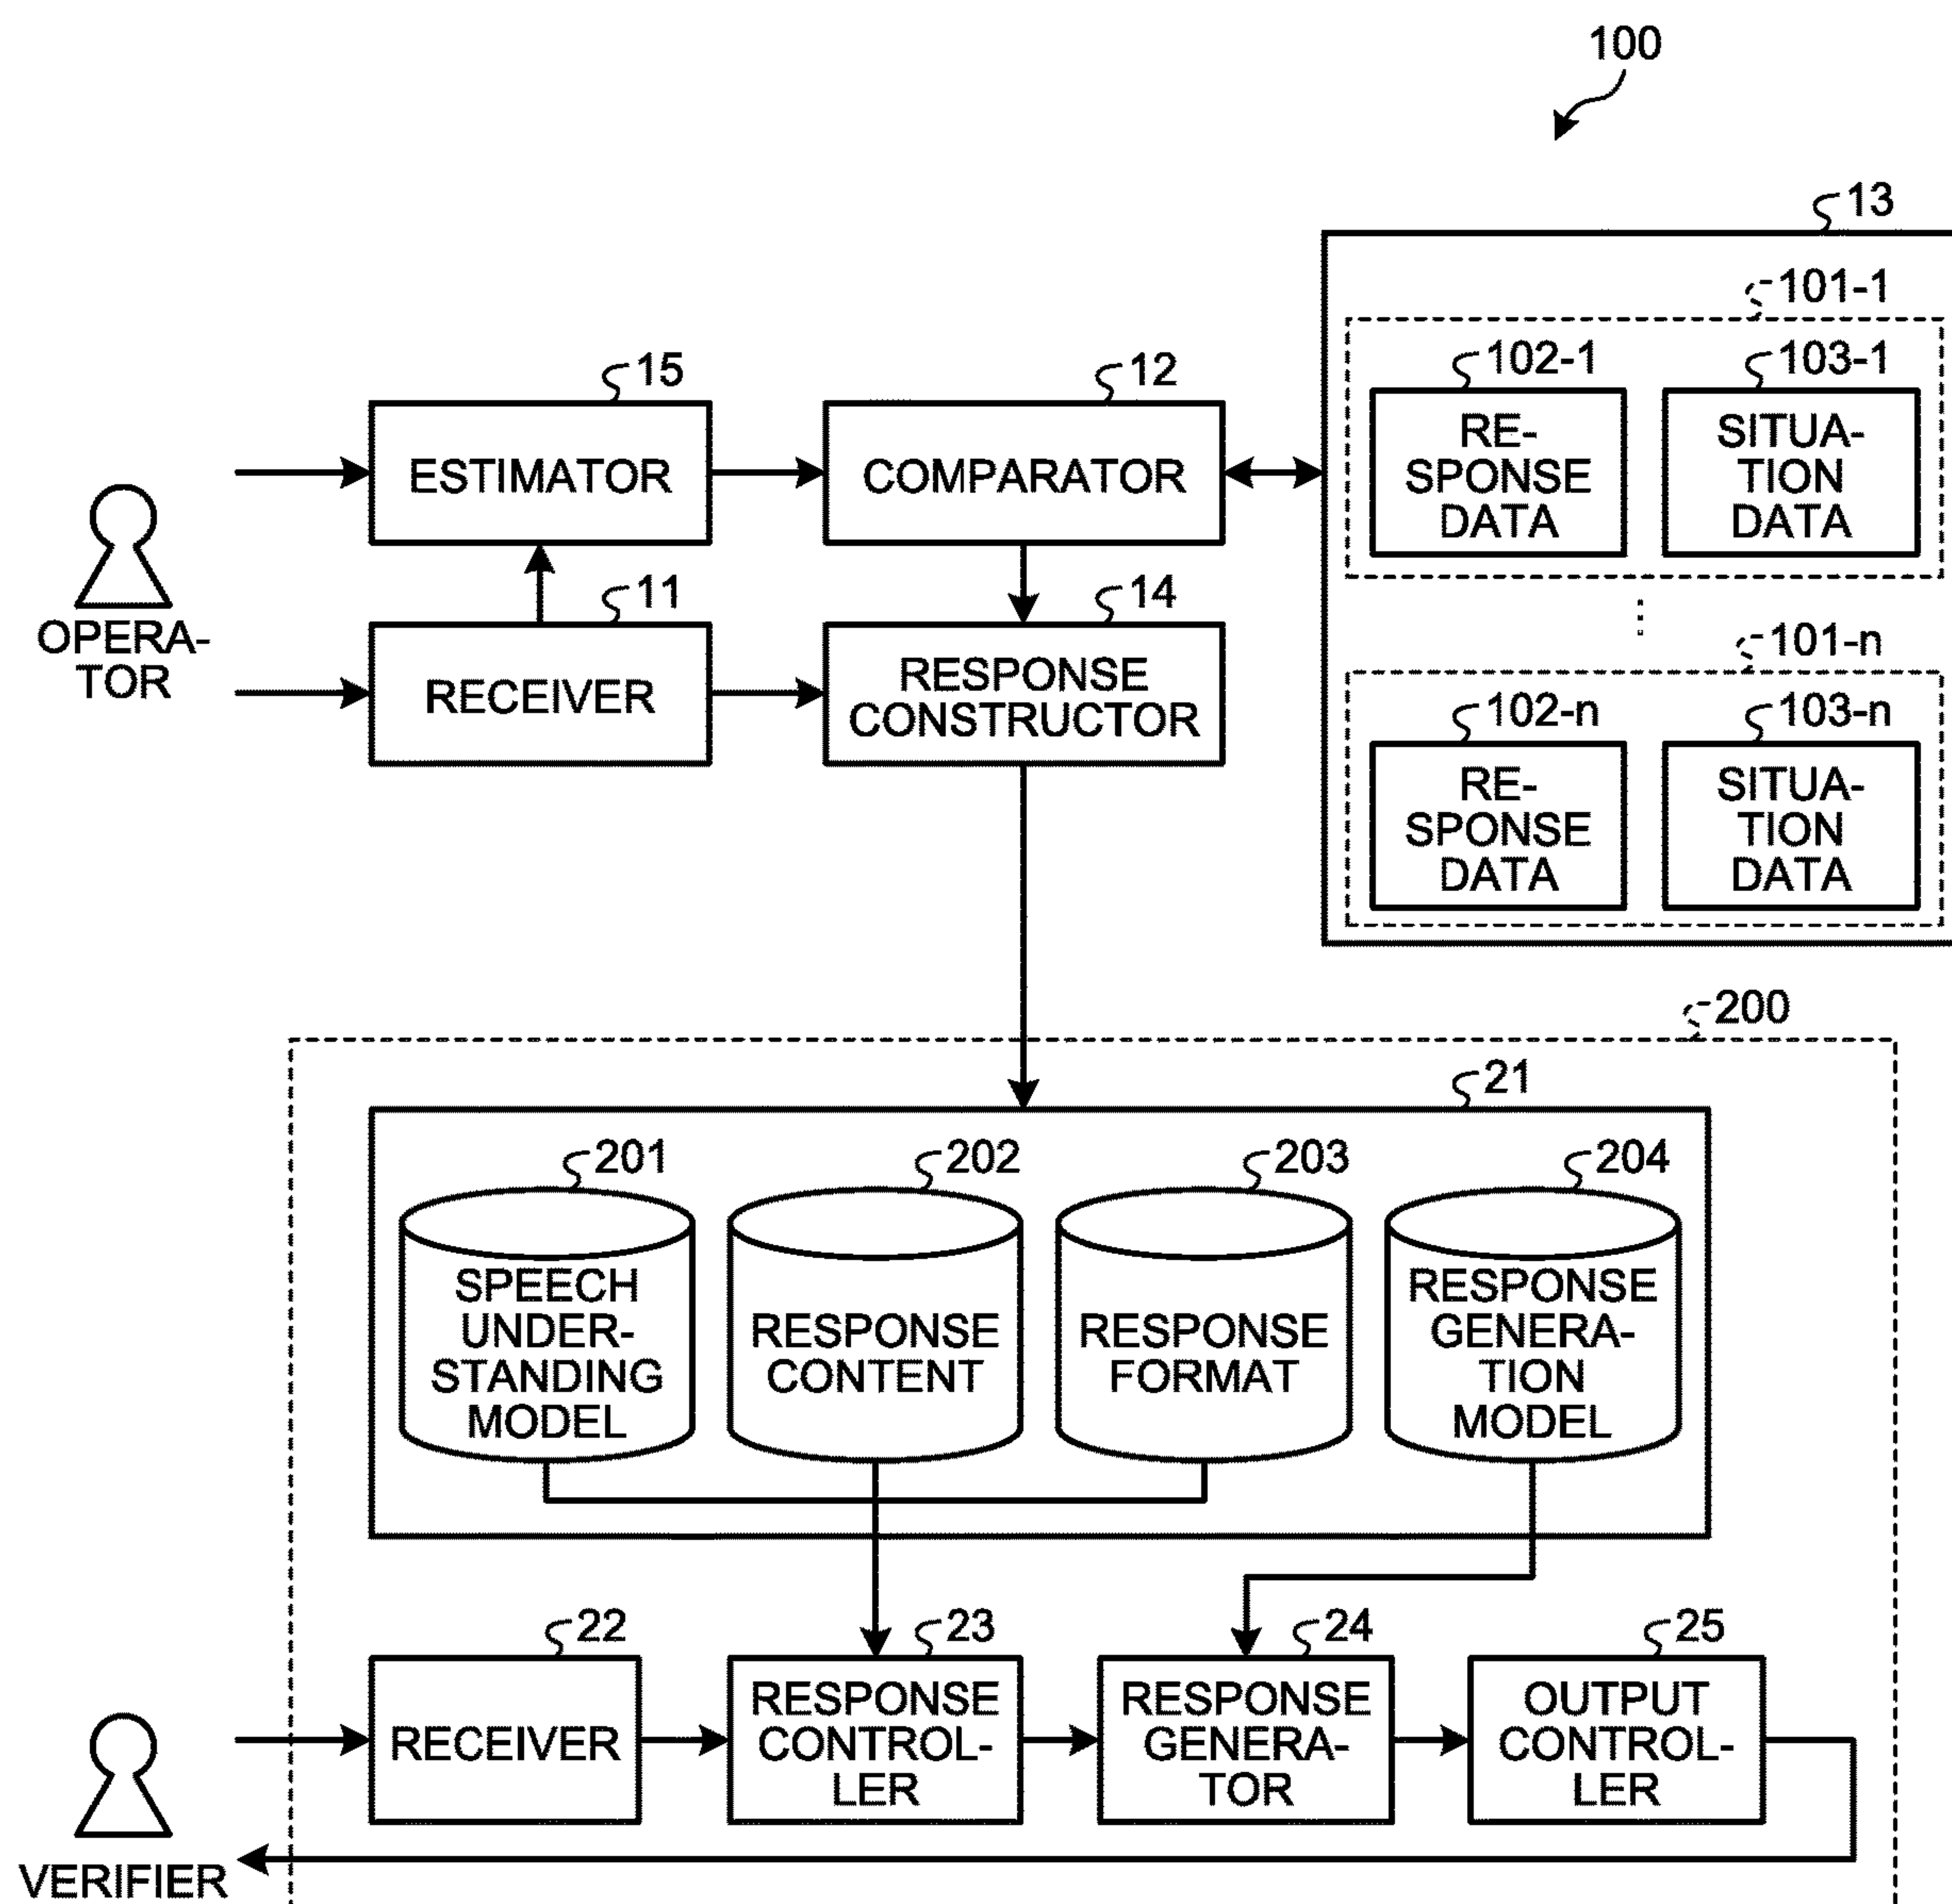 100
13
101-1
102-1
103-1
RE-
SPONSE
DATA
SITUA-
TION
DATA
15
12
ESTIMATOR
COMPARATOR
OPERA-
TOR
11
14
RECEIVER
RESPONSE
CONSTRUCTOR
101-n
102-n
103-n
RE-
SPONSE
DATA
SITUA-
TION
DATA
200
21
201
202
203
204
SPEECH
UNDER-
STANDING
MODEL
RESPONSE
CONTENT
RESPONSE
FORMAT
RESPONSE
GENERA-
TION
MODEL
22
23
24
25
RECEIVER
RESPONSE
CONTROL-
LER
RESPONSE
GENERA-
TOR
OUTPUT
CONTROL-
LER
VERIFIER